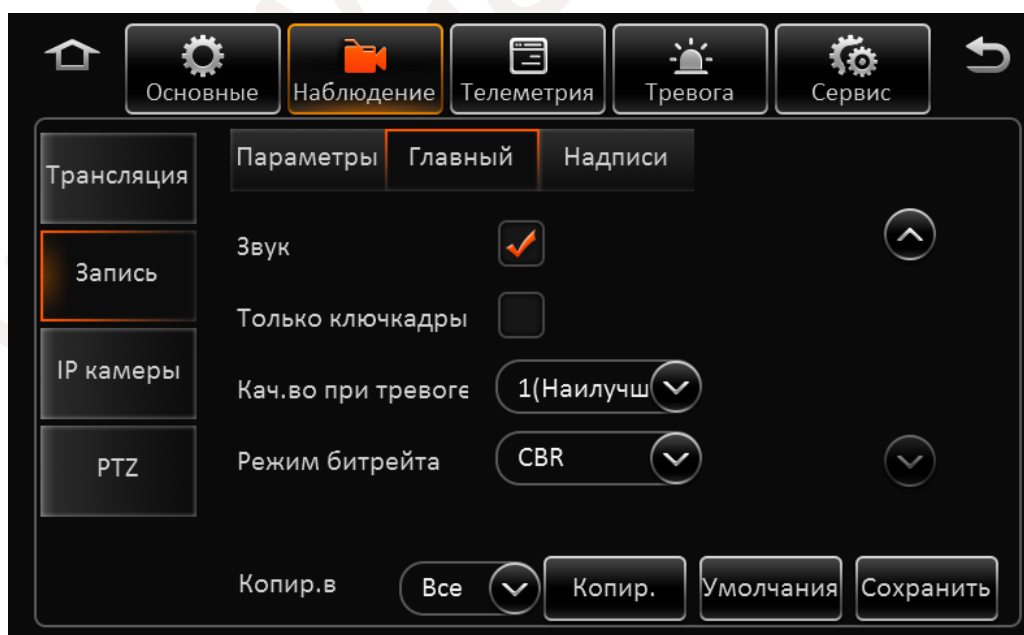 Основные Наблюдение Телеметрия Тревога Сервис
Параметры Главный Надписи
Трансляция
Звук
Запись
Только ключкадры
IP камеры
Кач.во при тревоге 1(Наилучш
Режим битрейта CBR
PTZ
Копир.в Все Копир. Умолчания Сохранить